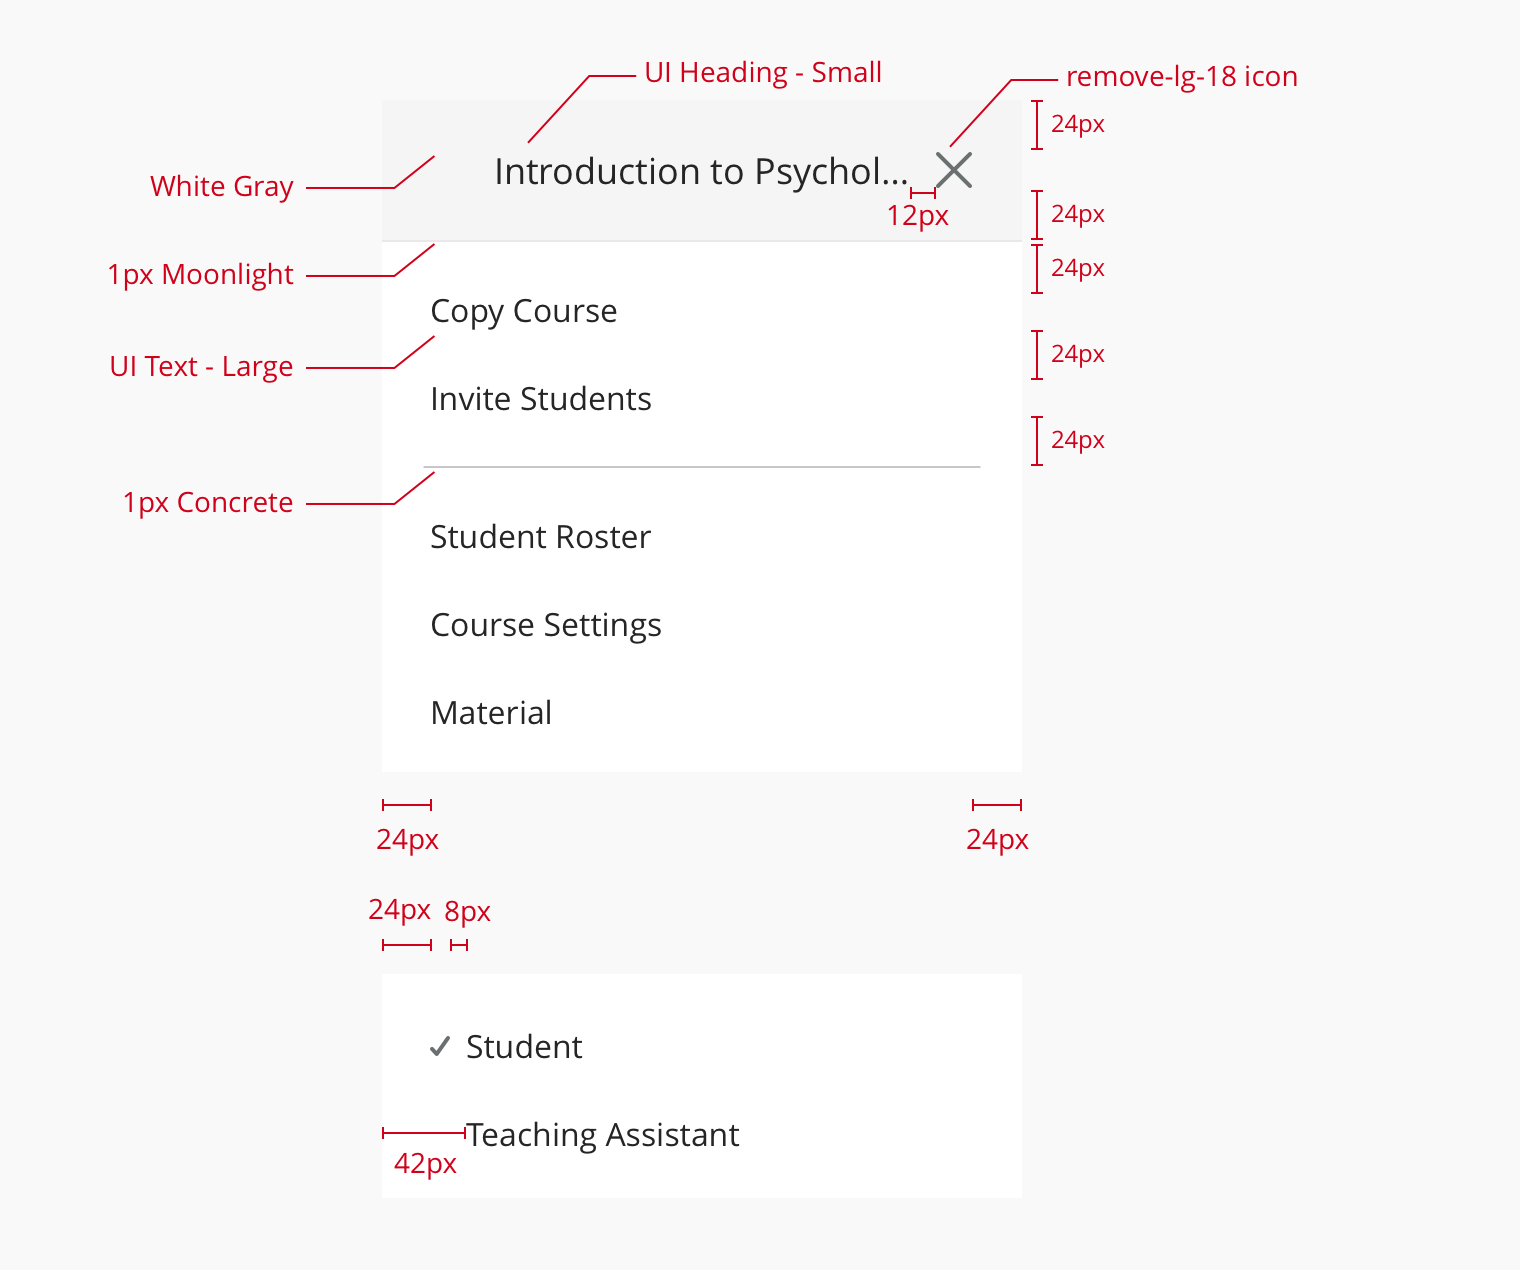 UI Heading - Small
remove-lg-18 icon
24px
White Gray
Introduction to Psychol...
12px
24px
1px Moonlight
24px
Copy Course
UI Text - Large
24px
Invite Students
24px
1px Concrete
Student Roster
Course Settings
Material
24px
24px
24px
8px
Student
Teaching Assistant
42px